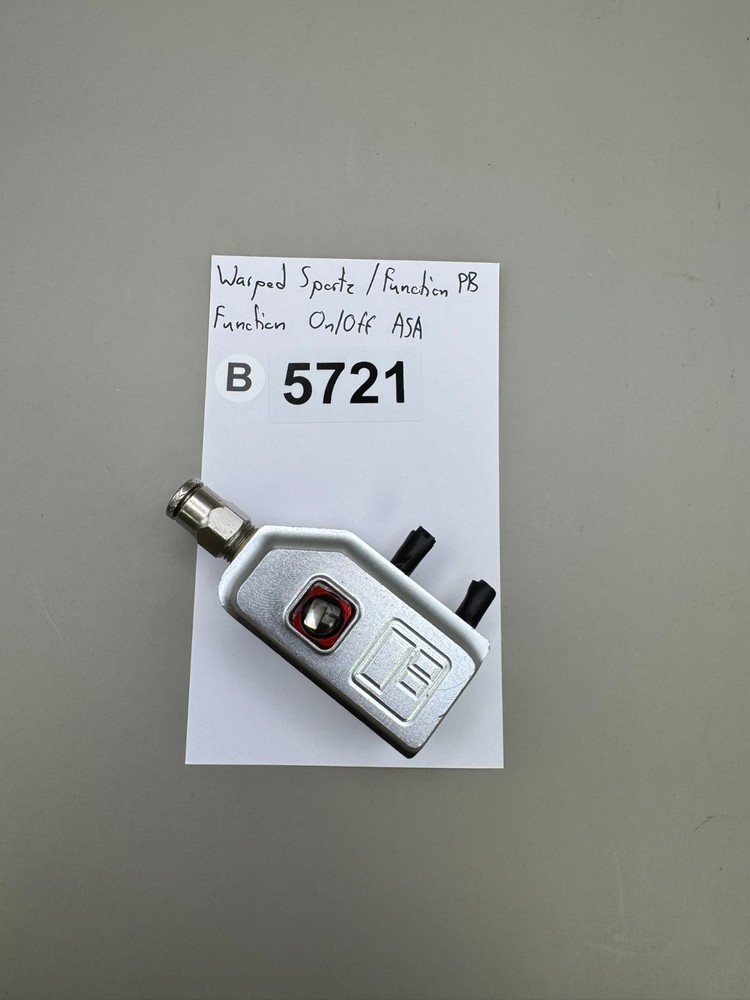 Warped Sportz / Function PB
Function On/Off ASA
B 5721